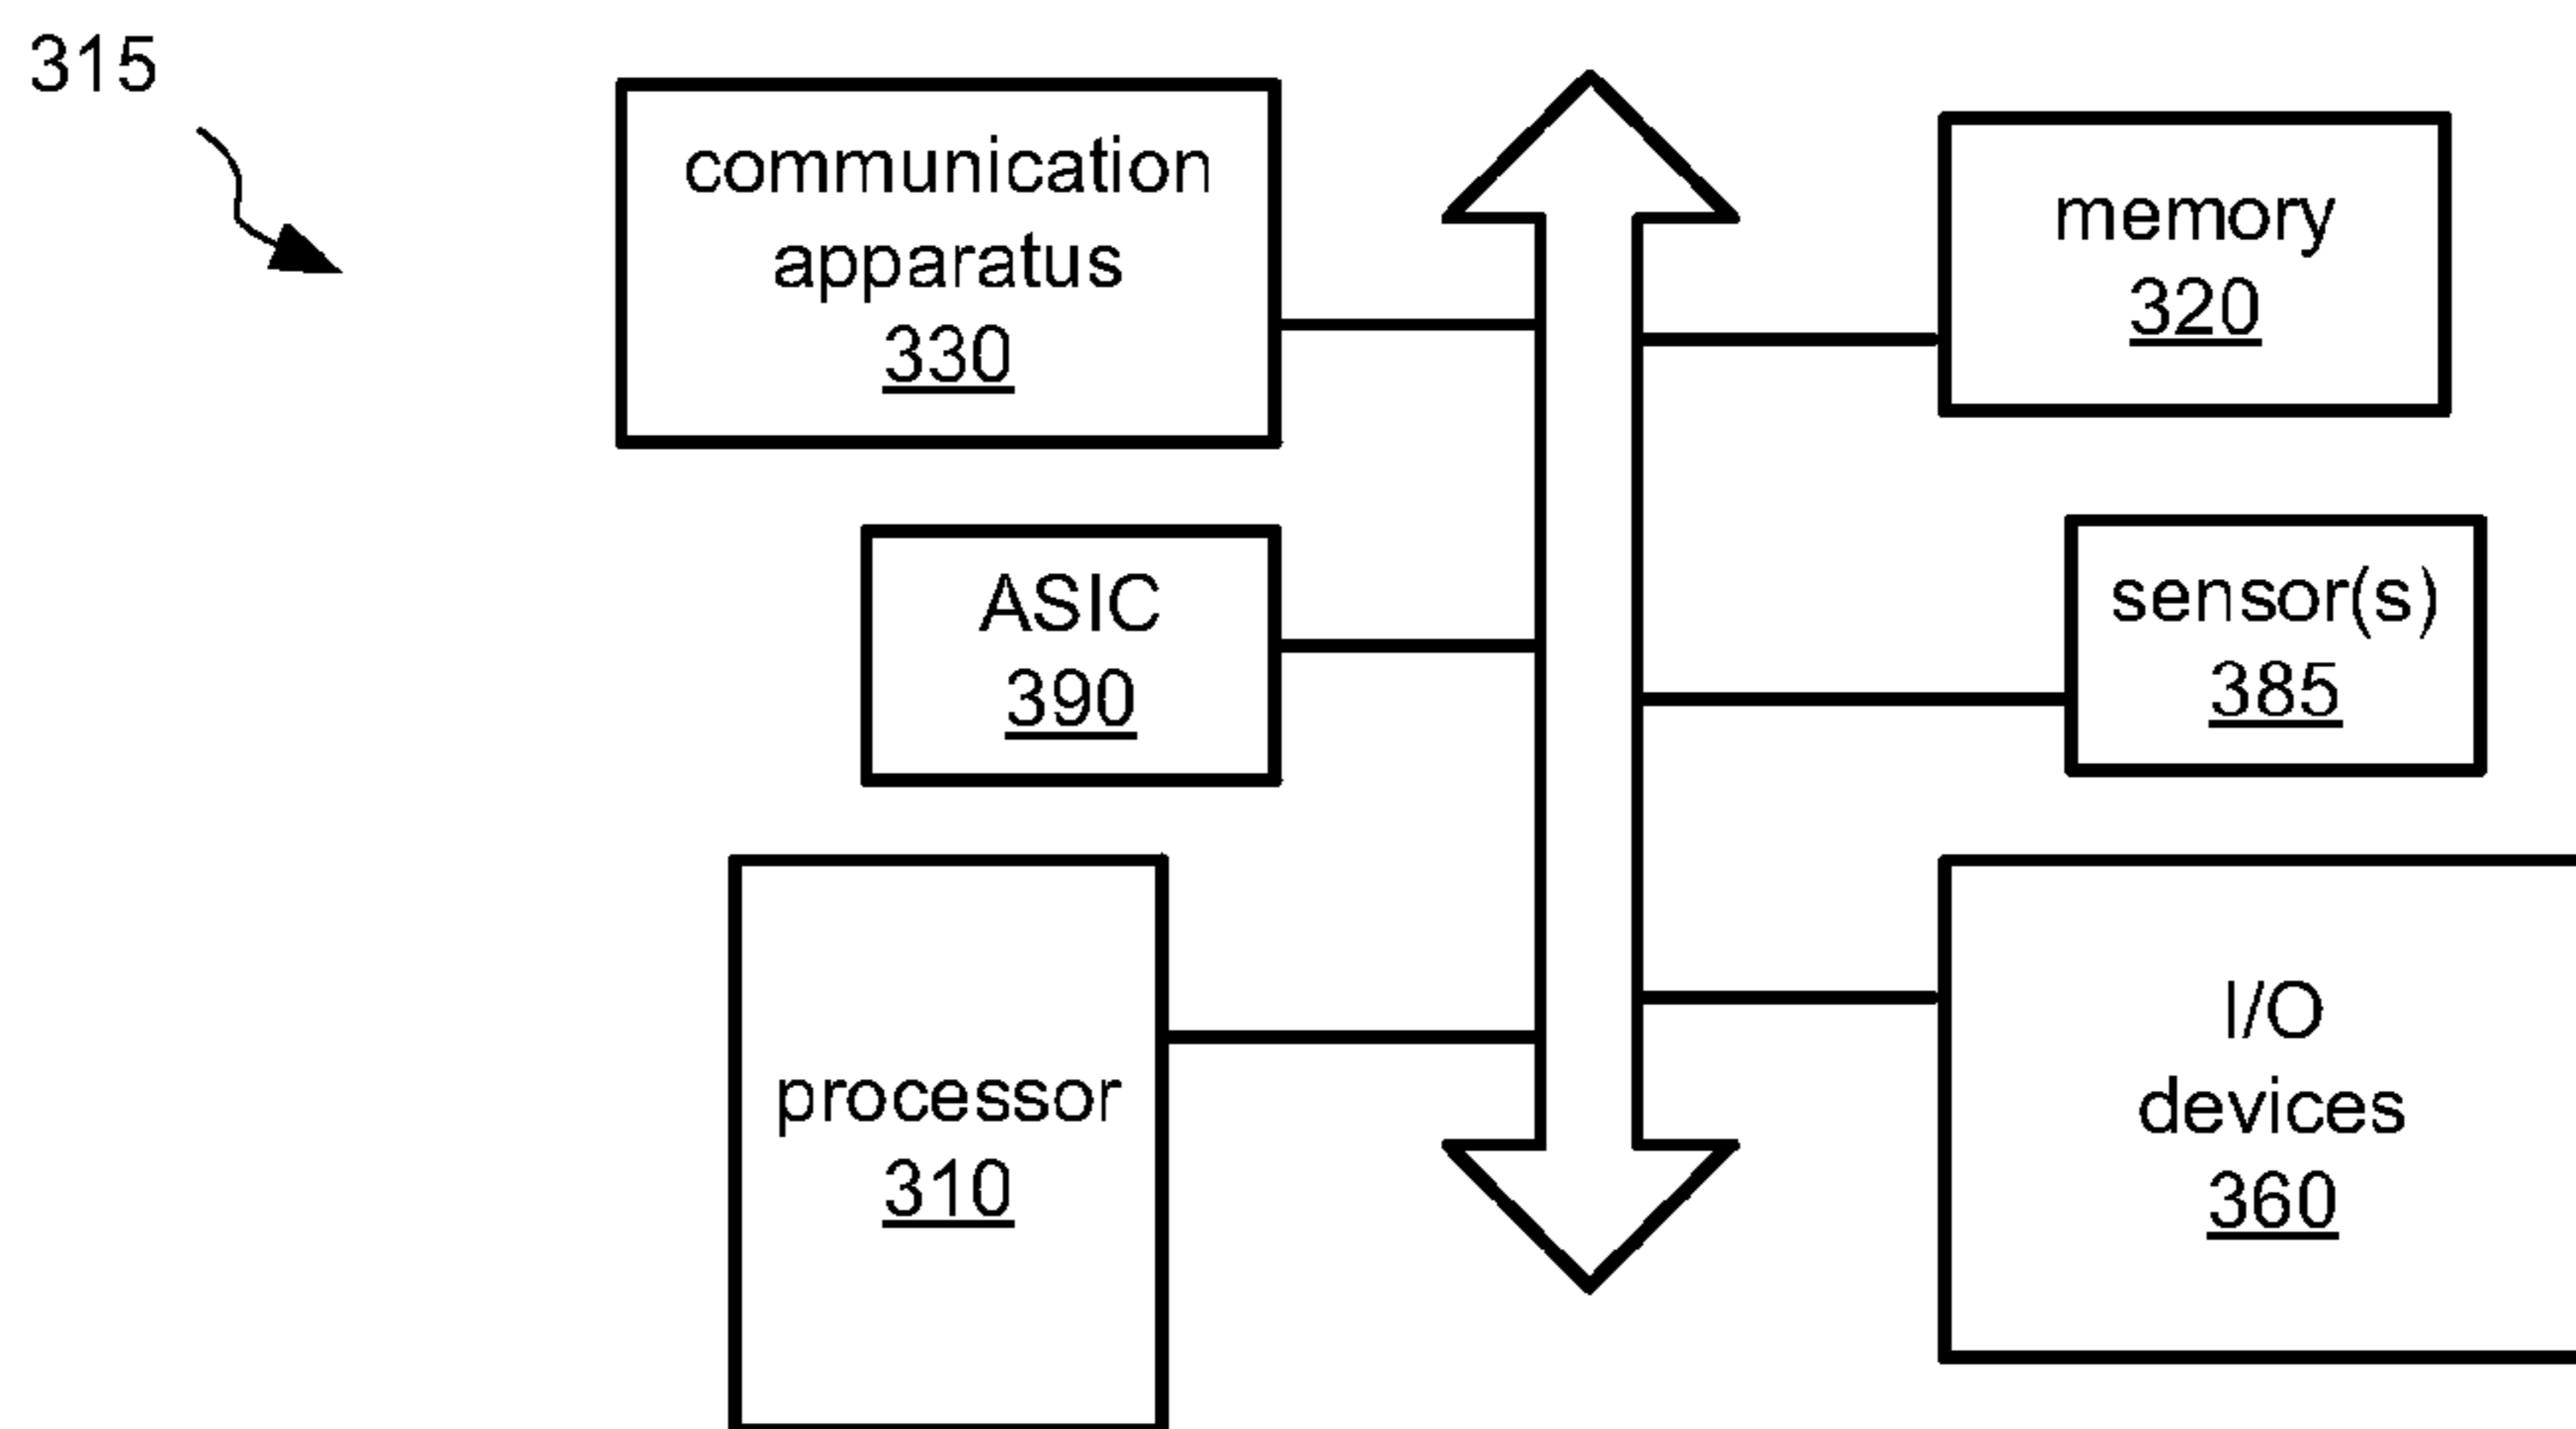 315
communication
apparatus
330
memory
320
ASIC
390
sensor(s)
385
processor
310
I/O
devices
360